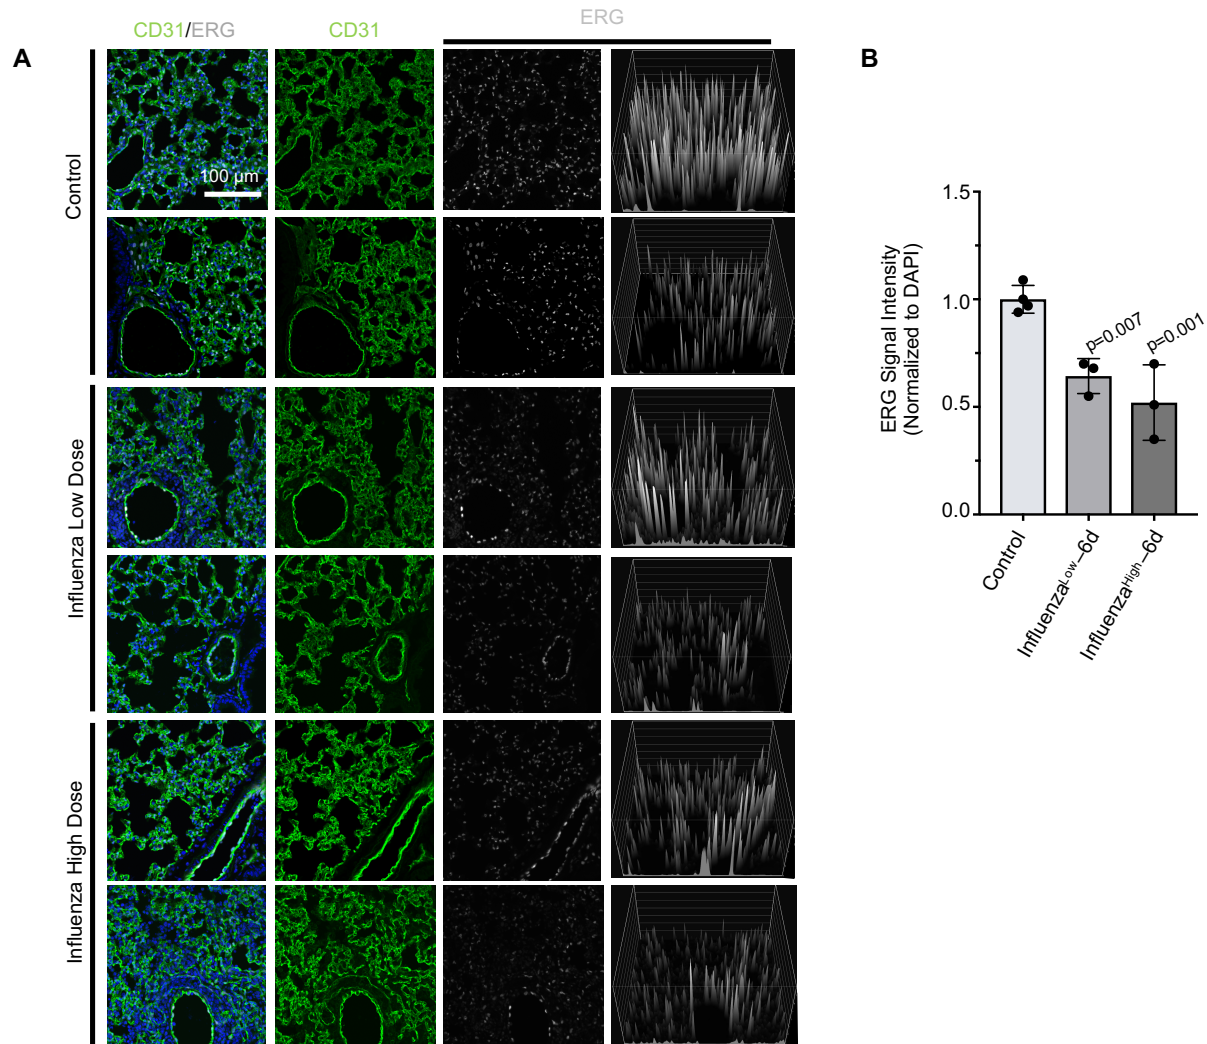 CD31/ERG
CD31
ERG
A
Control
100 µm
Influenza Low Dose
Influenza High Dose
B
ERG Signal Intensity
(Normalized to DAPI)
1.5
1.0
0.5
0.0
p=0.007
p=0.001
Control
InfluenzaLow–6d
InfluenzaHigh–6d